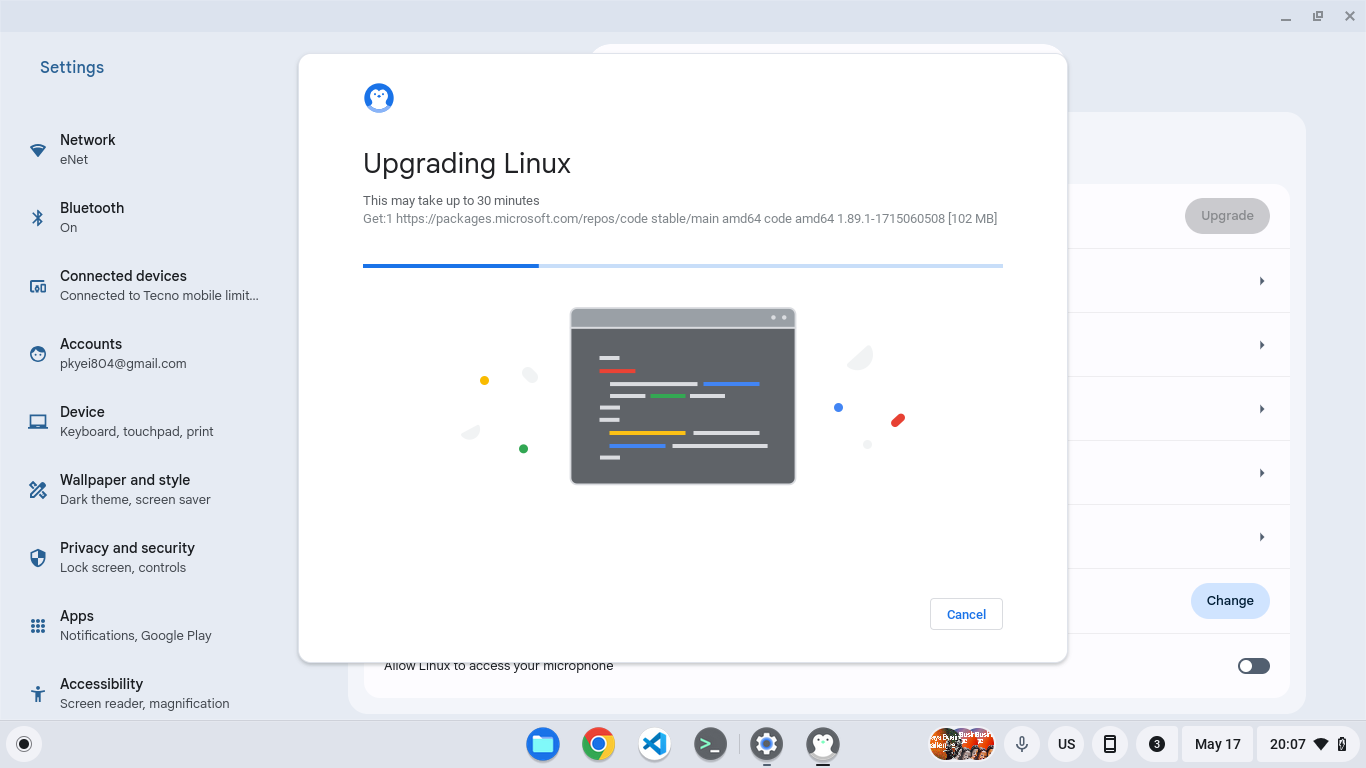 Settings
Network
eNet
Bluetooth
On
Connected devices
Connected to Tecno mobile limit...
Accounts
pkyei804@gmail.com
Device
Keyboard, touchpad, print
Wallpaper and style
Dark theme, screen saver
Privacy and security
Lock screen, controls
Apps
Notifications, Google Play
Accessibility
Screen reader, magnification
Upgrading Linux
This may take up to 30 minutes
Get:1 https://packages.microsoft.com/repos/code stable/main amd64 code amd64 1.89.1-1715060508 [102 MB]
Cancel
Upgrade
Change
Allow Linux to access your microphone
>_
US
3
May 17
20:07